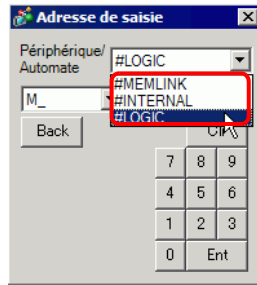 Adresse de saisie
Périphérique/
Automate
#LOGIC
#MEMLINK
#INTERNAL
#LOGIC
M_
Back
7 8 9
4 5 6
1 2 3
0 Ent